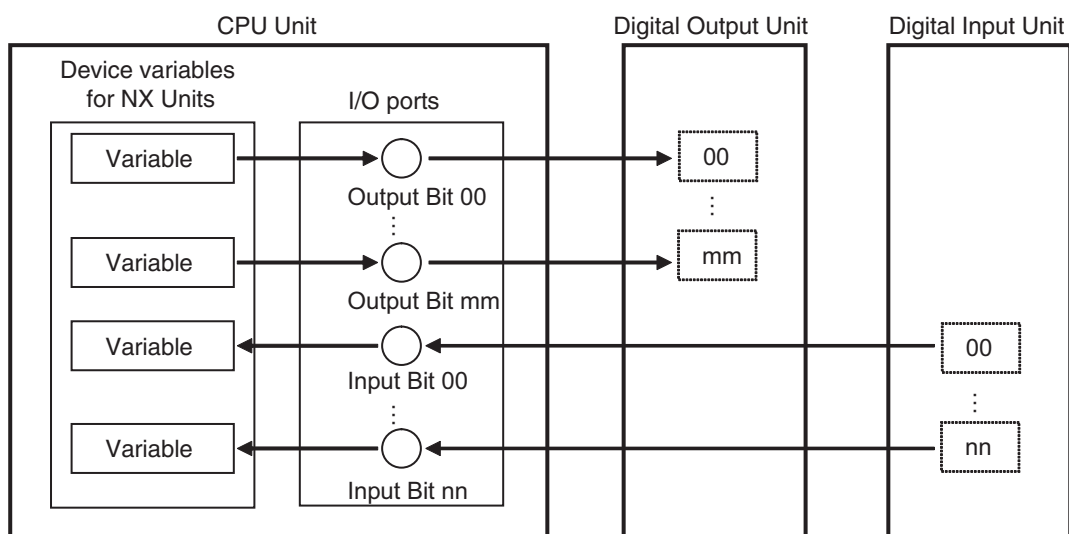 CPU Unit
Digital Output Unit
Digital Input Unit
Device variables
for NX Units
I/O ports
Variable
00
Output Bit 00
⋮
⋮
Variable
mm
Output Bit mm
Variable
00
Input Bit 00
⋮
⋮
Variable
nn
Input Bit nn